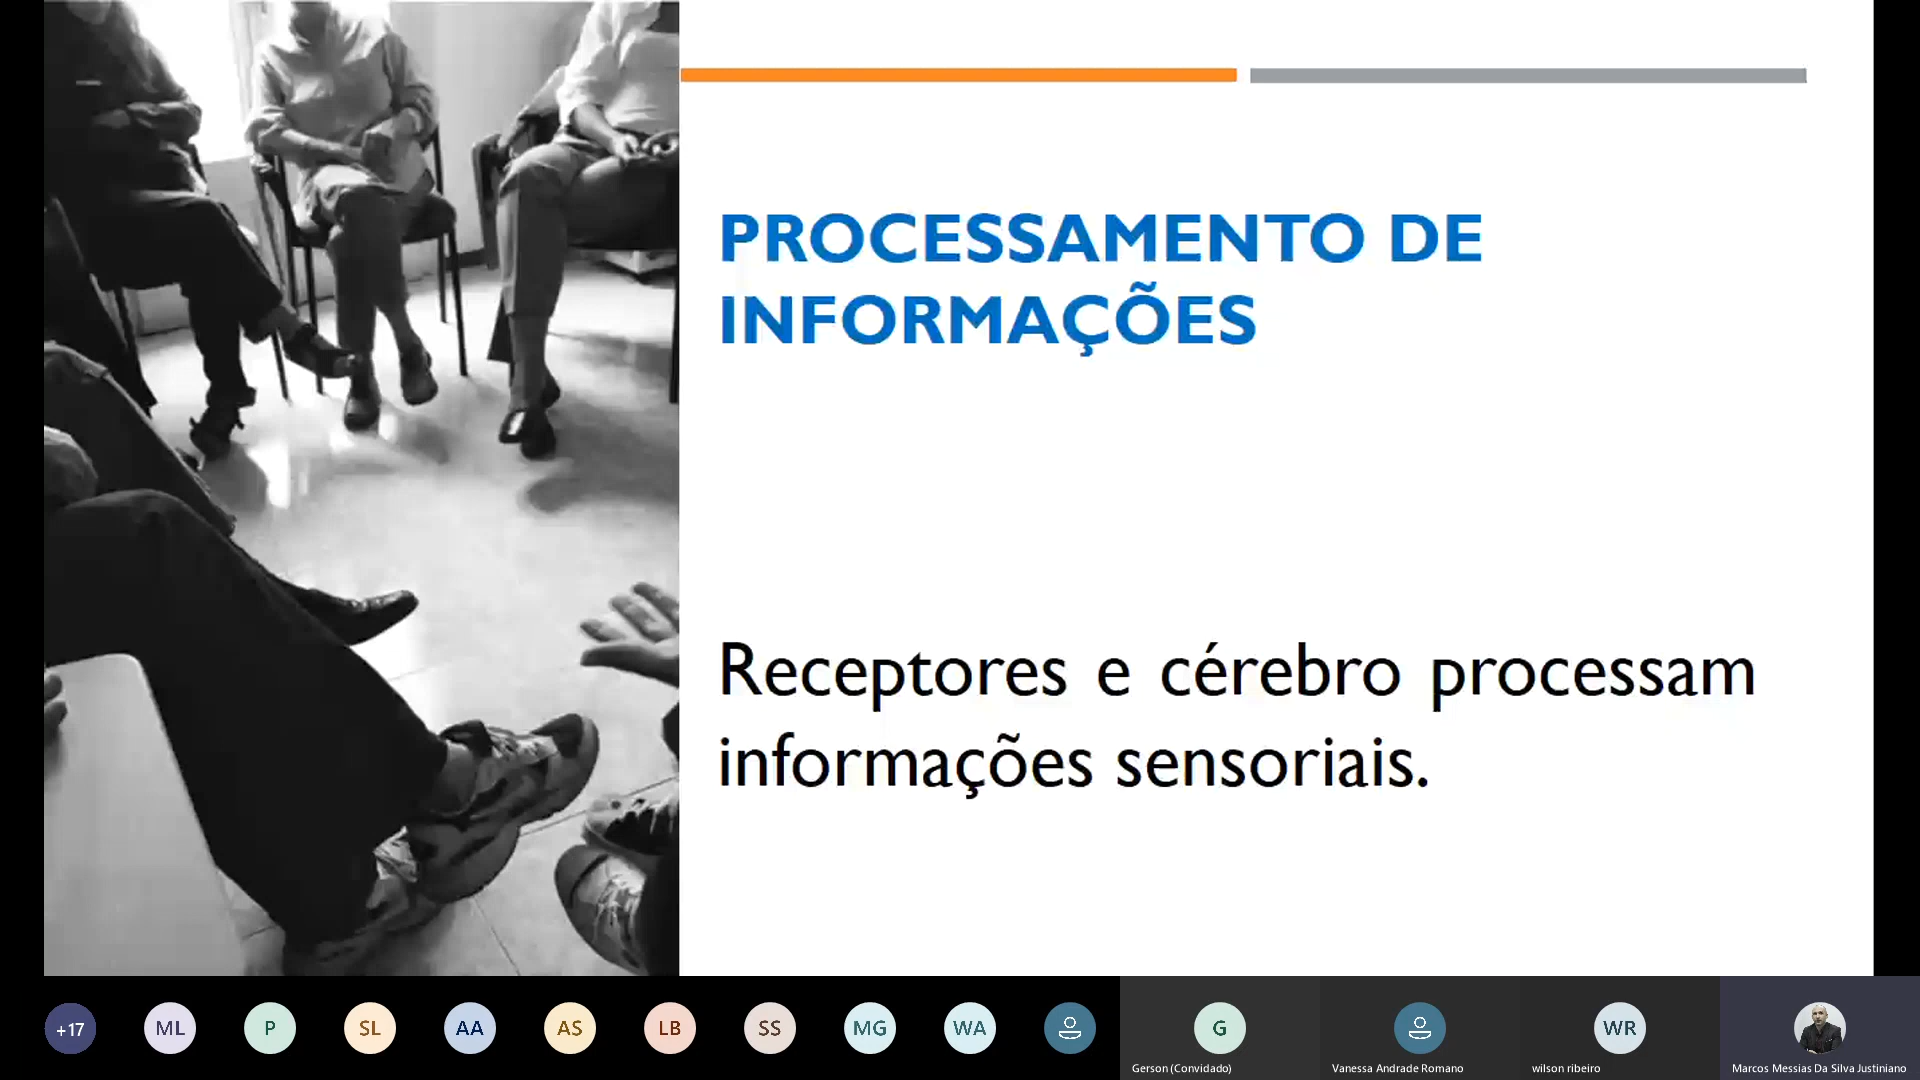 PROCESSAMENTO DE
INFORMAÇÕES
Receptores e cérebro processam
informações sensoriais.
+17
ML
P
SL
AA
AS
LB
SS
MG
WA
G
WR
Gerson (Convidado)
Vanessa Andrade Romano
wilson ribeiro
Marcos Messias Da Silva Justiniano